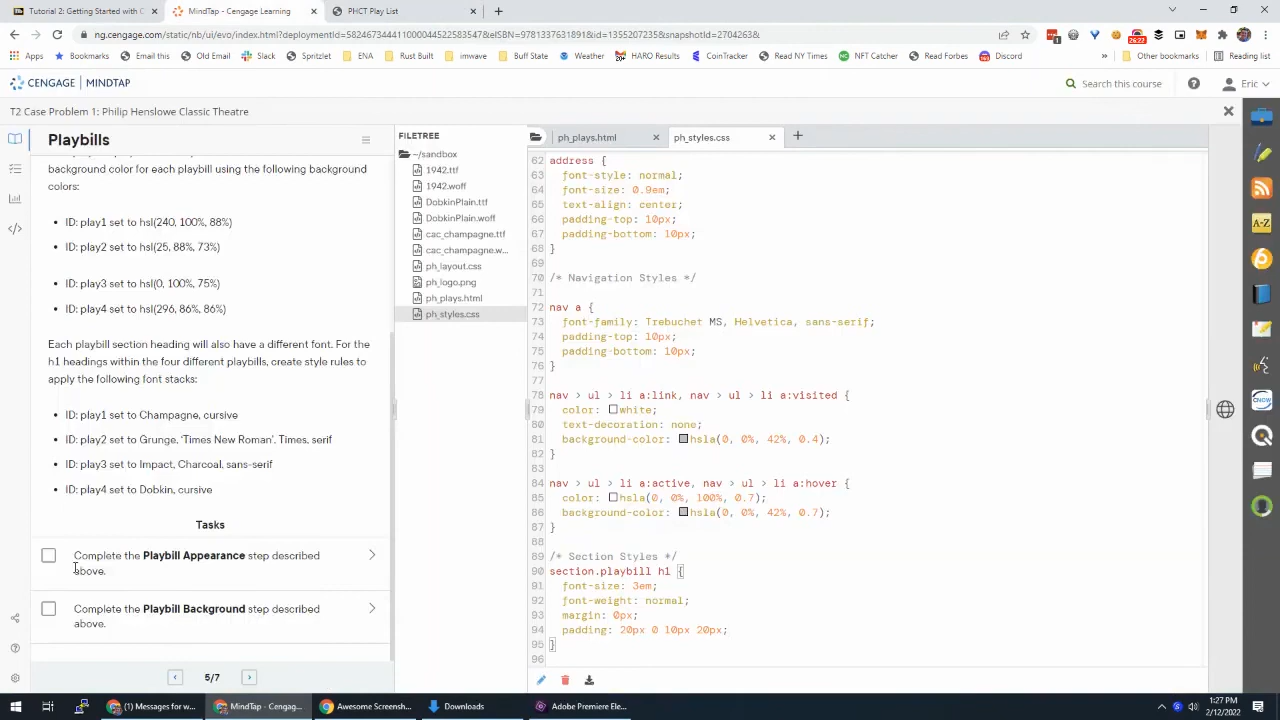 Tutorial 2: Getting Started with C
MindTap - Cengage Learning
PHCT Play List
ng.cengage.com/static/nb/ui/evo/index.html?deploymentId=58246734411000044522583547&eISBN=9781337631891&id=1355207235&snapshotId=2704263&
26:22
Apps
Bookmarks
Email this
Old Email
Slack
Spritzlet
ENA
Rust Built
imwave
Buff State
Weather
HARO Results
CoinTracker
Read NY Times
NFT Catcher
Read Forbes
Discord
»
Other bookmarks
Reading list
CENGAGE | MINDTAP
Search this course
Eric
T2 Case Problem 1: Philip Henslowe Classic Theatre
Playbills
background color for each playbill using the following background
colors:
• ID: play1 set to hsl(240, 100%, 88%)
• ID: play2 set to hsl(25, 88%, 73%)
• ID: play3 set to hsl(0, 100%, 75%)
• ID: play4 set to hsl(296, 86%, 86%)
Each playbill section heading will also have a different font. For the
h1 headings within the four different playbills, create style rules to
apply the following font stacks:
• ID: play1 to Champagne, cursive
• ID: play2 set to Grunge, ‘Times New Roman’, Times, serif
• ID: play3 set to Impact, Charcoal, sans-serif
• ID: play4 set to Dobkin, cursive
Tasks
Complete the Playbill Appearance step described
above.
Complete the Playbill Background step described
above.
5/7
FILETREE
~/sandbox
1942.ttf
1942.woff
DobkinPlain.ttf
DobkinPlain.woff
cac_champagne.ttf
cac_champagne.w...
ph_layout.css
ph_logo.png
ph_plays.html
ph_styles.css
ph_plays.html
ph_styles.css
62 address {
63 font-style: normal;
64 font-size: 0.9em;
65 text-align: center;
66 padding-top: 10px;
67 padding-bottom: 10px;
68 }
69
70 /* Navigation Styles */
71
72 nav a {
73 font-family: Trebuchet MS, Helvetica, sans-serif;
74 padding-top: 10px;
75 padding-bottom: 10px;
76 }
77
78 nav > ul > li a:link, nav > ul > li a:visited {
79 color: white;
80 text-decoration: none;
81 background-color: hsla(0, 0%, 42%, 0.4);
82 }
83
84 nav > ul > li a:active, nav > ul > li a:hover {
85 color: hsla(0, 0%, 100%, 0.7);
86 background-color: hsla(0, 0%, 42%, 0.7);
87 }
88
89 /* Section Styles */
90 section.playbill h1 {
91 font-size: 3em;
92 font-weight: normal;
93 margin: 0px;
94 padding: 20px 0 10px 20px;
95 }
96
A-Z
CNOW
(1) Messages for w...
MindTap - Cengag...
Awesome Screensh...
Downloads
Adobe Premiere Ele...
1:27 PM
2/12/2022